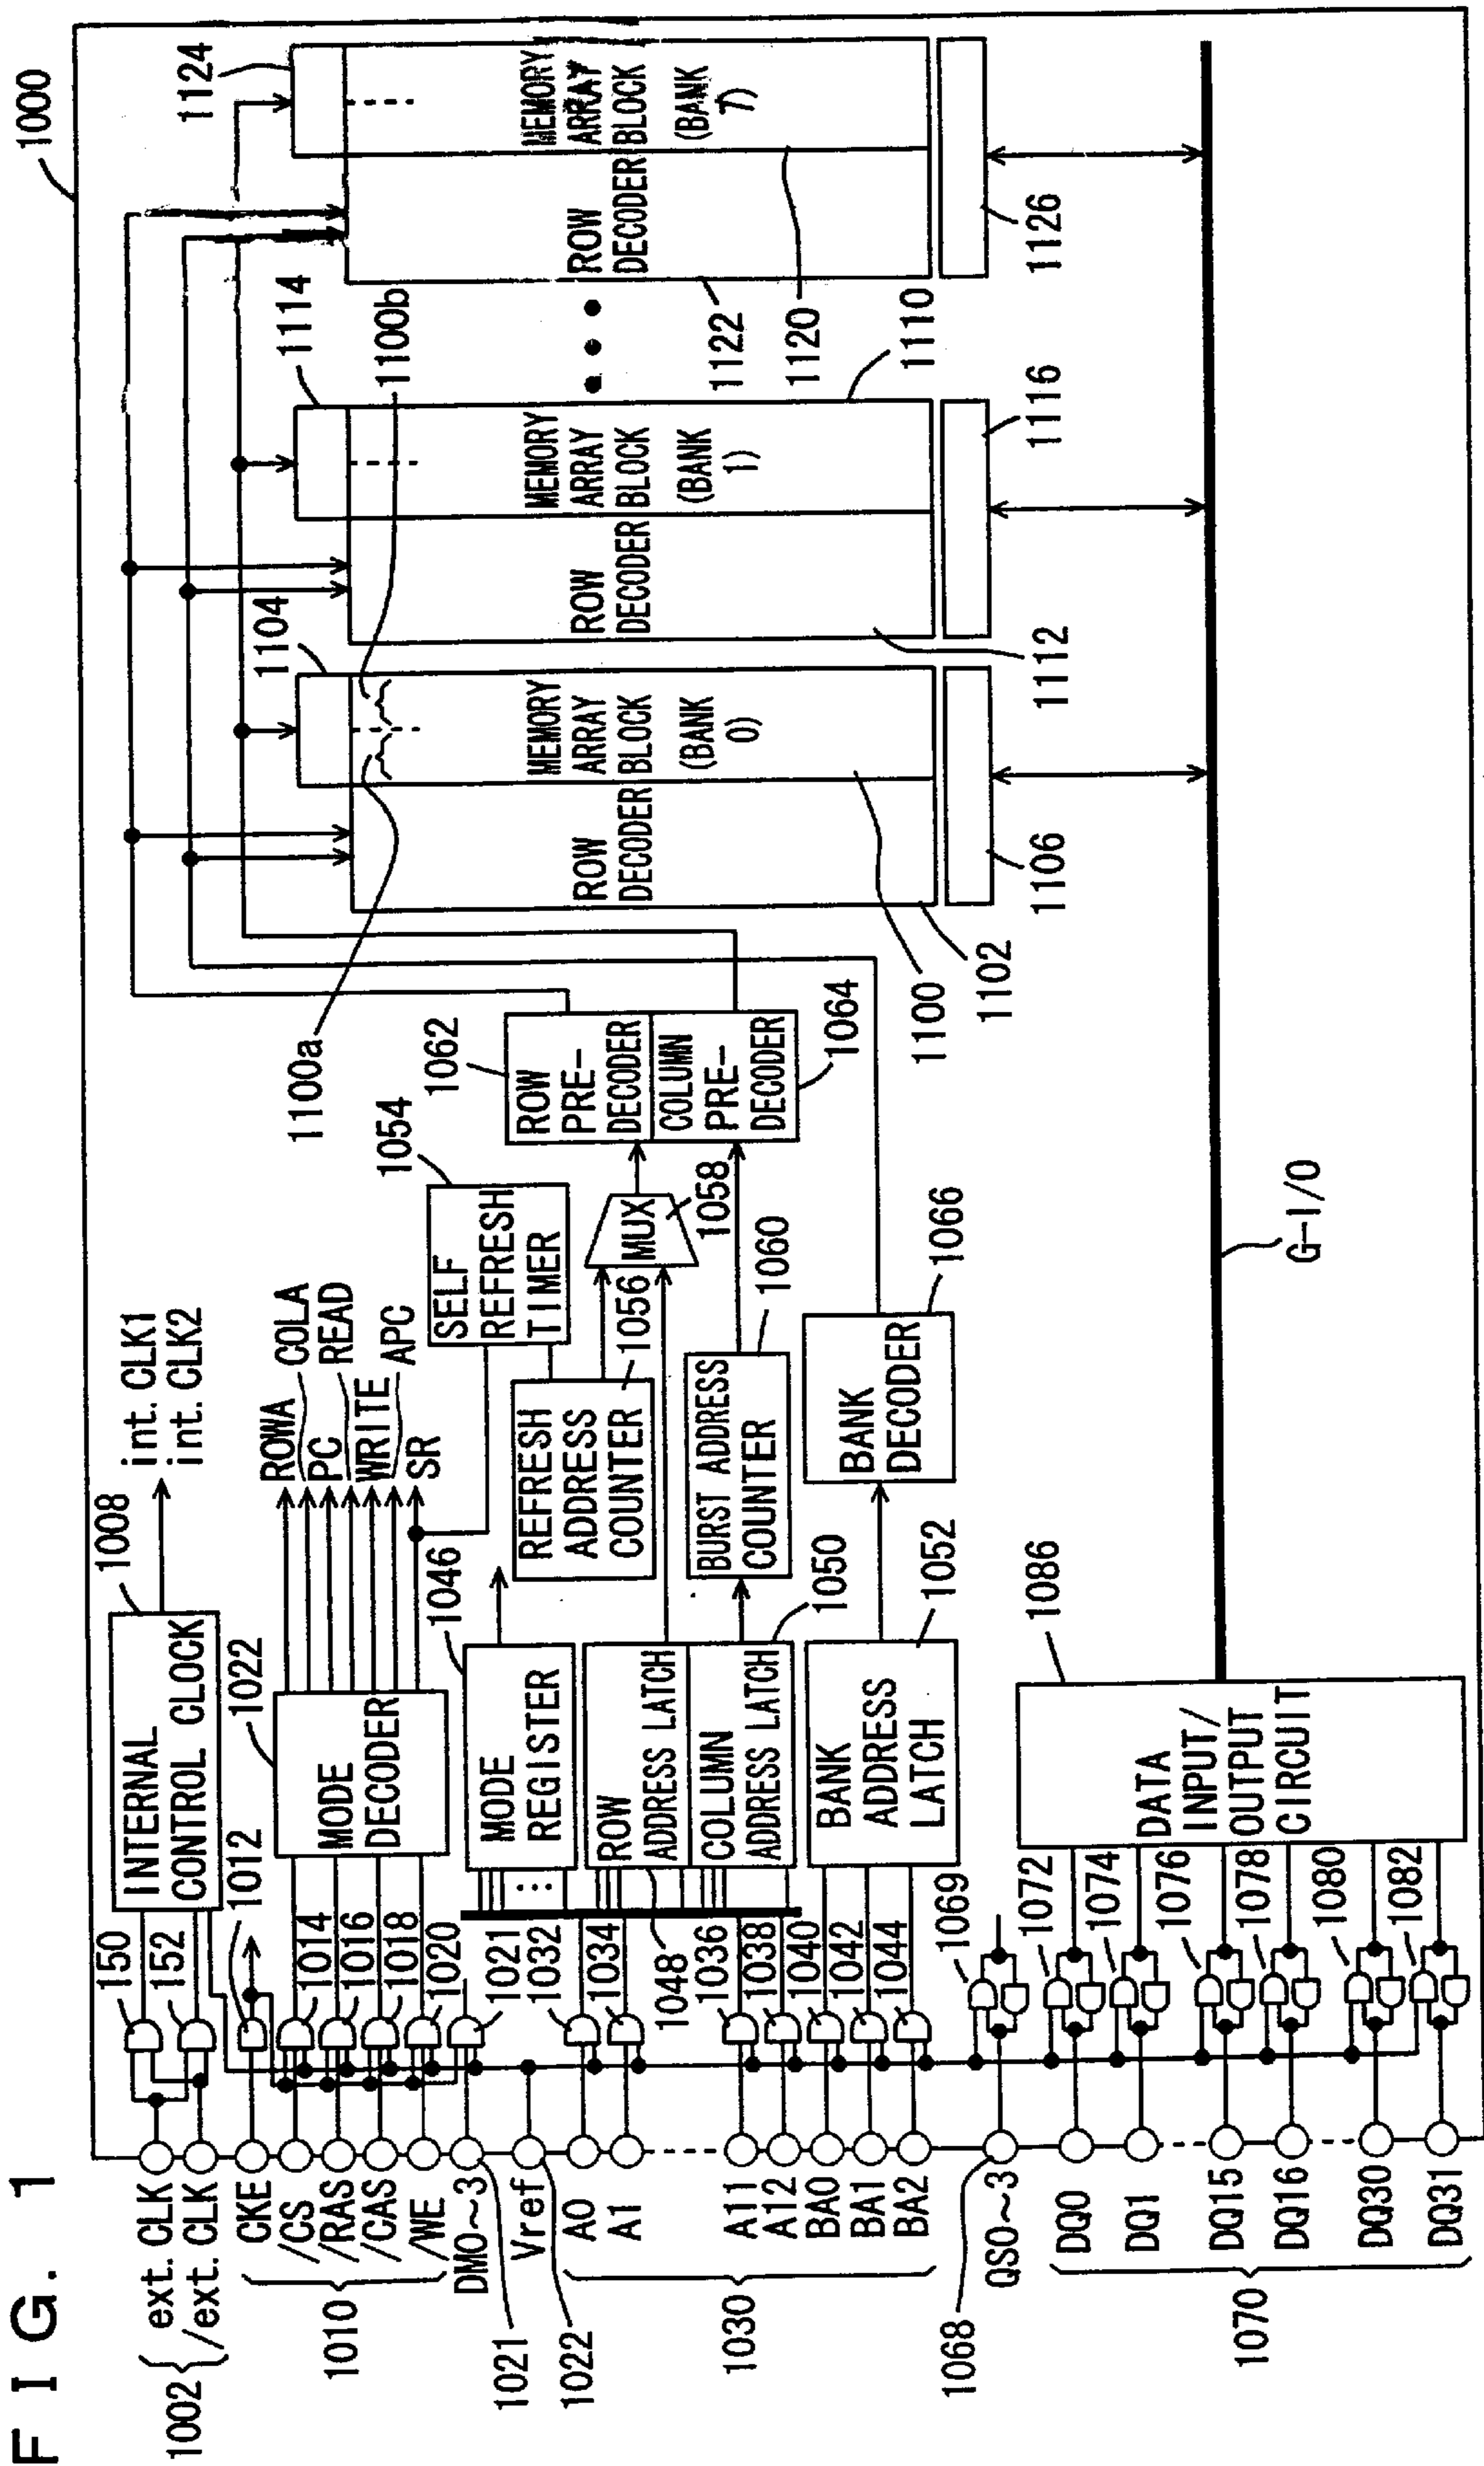 FIG. 1
1000
1002
ext.CLK
/ext.CLK
CKE
/CS
/RAS
/CAS
/WE
1010
DM0~3
1021
Vref
1022
A0
A1
A11
A12
BA0
BA1
BA2
1030
QS0~3
1068
DQ0
DQ1
DQ15
DQ16
DQ30
DQ31
1070
150
152
1012
1014
1016
1018
1020
1021
1032
1034
1048
1036
1038
1040
1042
1044
1069
1072
1074
1076
1078
1080
1082
INTERNAL
CONTROL CLOCK
1008
int.CLK1
int.CLK2
MODE
DECODER
1022
ROWA
COLA
PC
READ
WRITE
APC
SR
MODE
REGISTER
1046
ROW
ADDRESS LATCH
COLUMN
ADDRESS LATCH
1050
BANK
ADDRESS
LATCH
1052
DATA
INPUT/
OUTPUT
CIRCUIT
1086
SELF
REFRESH
TIMER
1054
REFRESH
ADDRESS
COUNTER
1056
MUX
1058
BURST ADDRESS
COUNTER
1060
BANK
DECODER
1066
ROW
PRE-
DECODER
1062
COLUMN
PRE-
DECODER
1064
G-I/O
1100a
1100b
1100
1102
1104
1106
ROW
DECODER
MEMORY
ARRAY
BLOCK
(BANK
0)
1110
1112
1114
1116
ROW
DECODER
MEMORY
ARRAY
BLOCK
(BANK
1)
1120
1122
1124
1126
ROW
DECODER
MEMORY
ARRAY
BLOCK
(BANK
7)